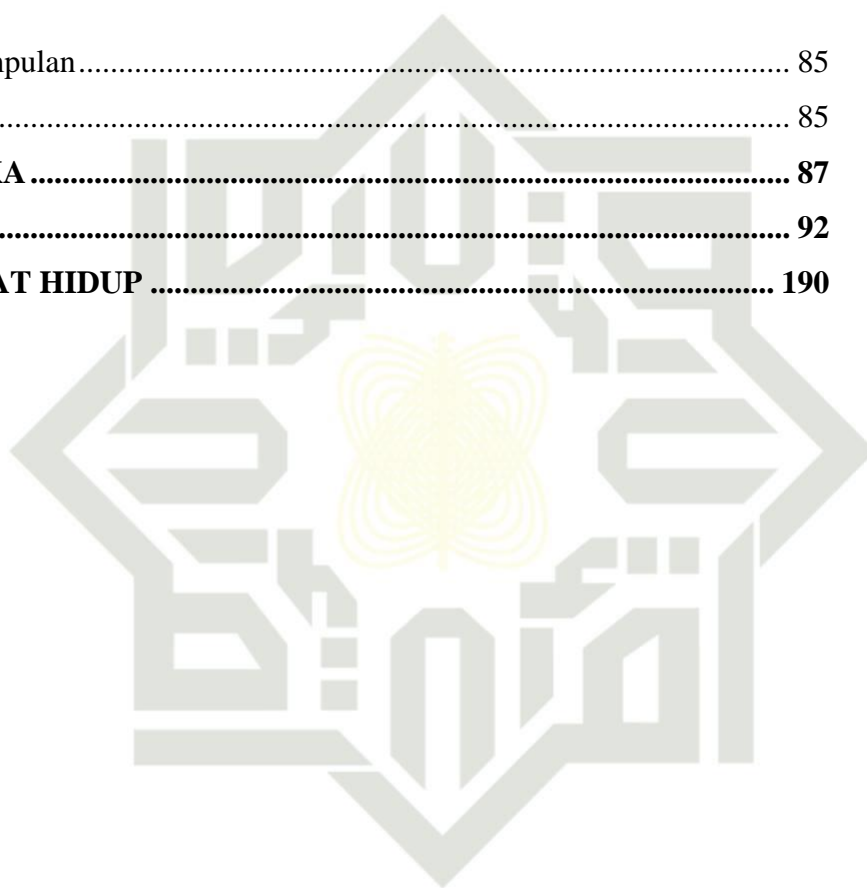 npulan.......................................................................................... 85
.................................................................................................... 85
KA ................................................................................................ 87
.................................................................................................... 92
AT HIDUP ............................................................................... 190